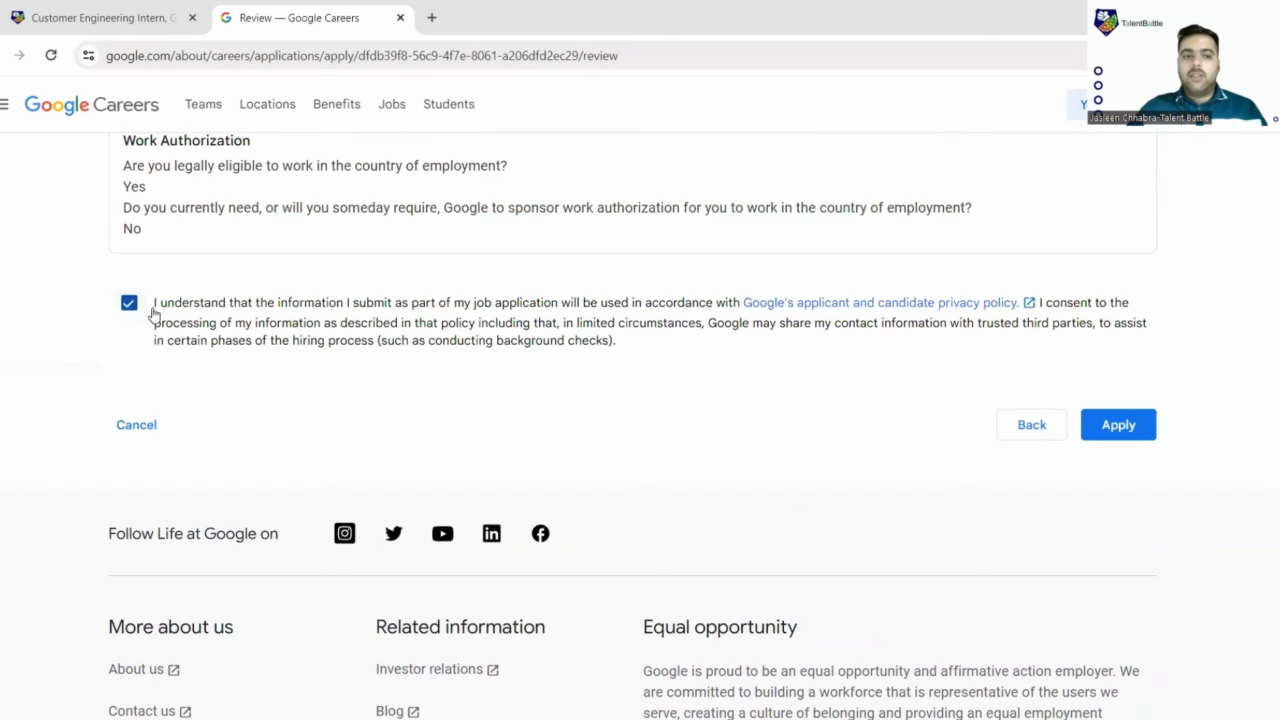 Customer Engineering Intern, G
Review — Google Careers
google.com/about/careers/applications/apply/dfdb39f8-56c9-4f7e-8061-a206dfd2ec29/review
TalentBattle
Jasleen Chhabra-Talent Battle
Google Careers Teams Locations Benefits Jobs Students Y
Work Authorization
Are you legally eligible to work in the country of employment?
Yes
Do you currently need, or will you someday require, Google to sponsor work authorization for you to work in the country of employment?
No
I understand that the information I submit as part of my job application will be used in accordance with Google's applicant and candidate privacy policy. I consent to the
processing of my information as described in that policy including that, in limited circumstances, Google may share my contact information with trusted third parties, to assist
in certain phases of the hiring process (such as conducting background checks).
Cancel Back Apply
Follow Life at Google on
More about us
About us
Contact us
Related information
Investor relations
Blog
Equal opportunity
Google is proud to be an equal opportunity and affirmative action employer. We
are committed to building a workforce that is representative of the users we
serve, creating a culture of belonging and providing an equal employment